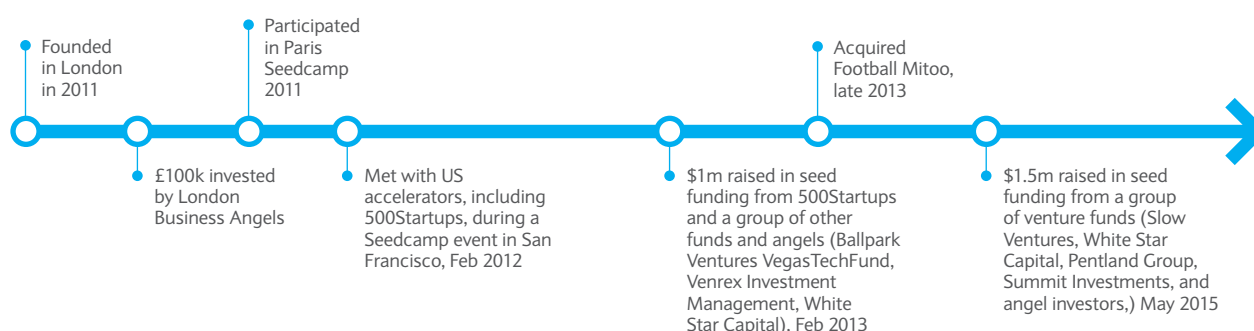 Founded
in London
in 2011
£100k invested
by London
Business Angels
Participated
in Paris
Seedcamp
2011
Met with US
accelerators, including
500Startups, during a
Seedcamp event in San
Francisco, Feb 2012
$1m raised in seed
funding from 500Startups
and a group of other
funds and angels (Ballpark
Ventures VegasTechFund,
Venrex Investment
Management, White
Star Capital), Feb 2013
Acquired
Football Mitoo,
late 2013
$1.5m raised in seed
funding from a group
of venture funds (Slow
Ventures, White Star
Capital, Pentland Group,
Summit Investments, and
angel investors,) May 2015